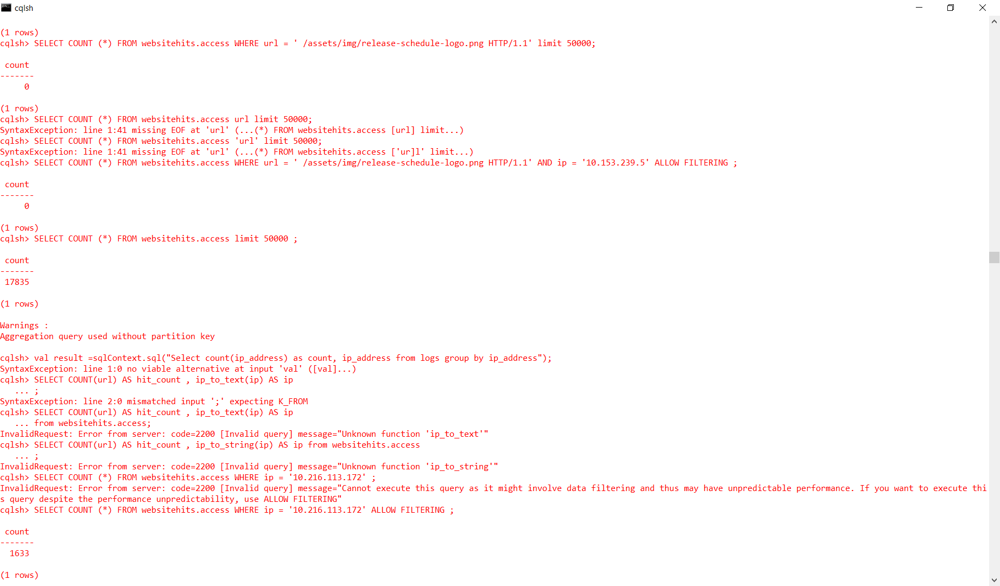 cqlsh
(1 rows)
cqlsh> SELECT COUNT (*) FROM websitehits.access WHERE url = ' /assets/img/release-schedule-logo.png HTTP/1.1' limit 50000;
count
-------
0
(1 rows)
cqlsh> SELECT COUNT (*) FROM websitehits.access url limit 50000;
SyntaxException: line 1:41 missing EOF at 'url' (...(*) FROM websitehits.access [url] limit...)
cqlsh> SELECT COUNT (*) FROM websitehits.access 'url' limit 50000;
SyntaxException: line 1:41 missing EOF at 'url' (...(*) FROM websitehits.access ['ur]l' limit...)
cqlsh> SELECT COUNT (*) FROM websitehits.access WHERE url = ' /assets/img/release-schedule-logo.png HTTP/1.1' AND ip = '10.153.239.5' ALLOW FILTERING ;
count
-------
0
(1 rows)
cqlsh> SELECT COUNT (*) FROM websitehits.access limit 50000 ;
count
-------
17835
(1 rows)
Warnings :
Aggregation query used without partition key
cqlsh> val result =sqlContext.sql("Select count(ip_address) as count, ip_address from logs group by ip_address");
SyntaxException: line 1:0 no viable alternative at input 'val' ([val]...)
cqlsh> SELECT COUNT(url) AS hit_count , ip_to_text(ip) AS ip
... ;
SyntaxException: line 2:0 mismatched input ';' expecting K_FROM
cqlsh> SELECT COUNT(url) AS hit_count , ip_to_text(ip) AS ip
... from websitehits.access;
InvalidRequest: Error from server: code=2200 [Invalid query] message="Unknown function 'ip_to_text'"
cqlsh> SELECT COUNT(url) AS hit_count , ip_to_string(ip) AS ip from websitehits.access
... ;
InvalidRequest: Error from server: code=2200 [Invalid query] message="Unknown function 'ip_to_string'"
cqlsh> SELECT COUNT (*) FROM websitehits.access WHERE ip = '10.216.113.172' ;
InvalidRequest: Error from server: code=2200 [Invalid query] message="Cannot execute this query as it might involve data filtering and thus may have unpredictable performance. If you want to execute thi
s query despite the performance unpredictability, use ALLOW FILTERING"
cqlsh> SELECT COUNT (*) FROM websitehits.access WHERE ip = '10.216.113.172' ALLOW FILTERING ;
count
-------
1633
(1 rows)